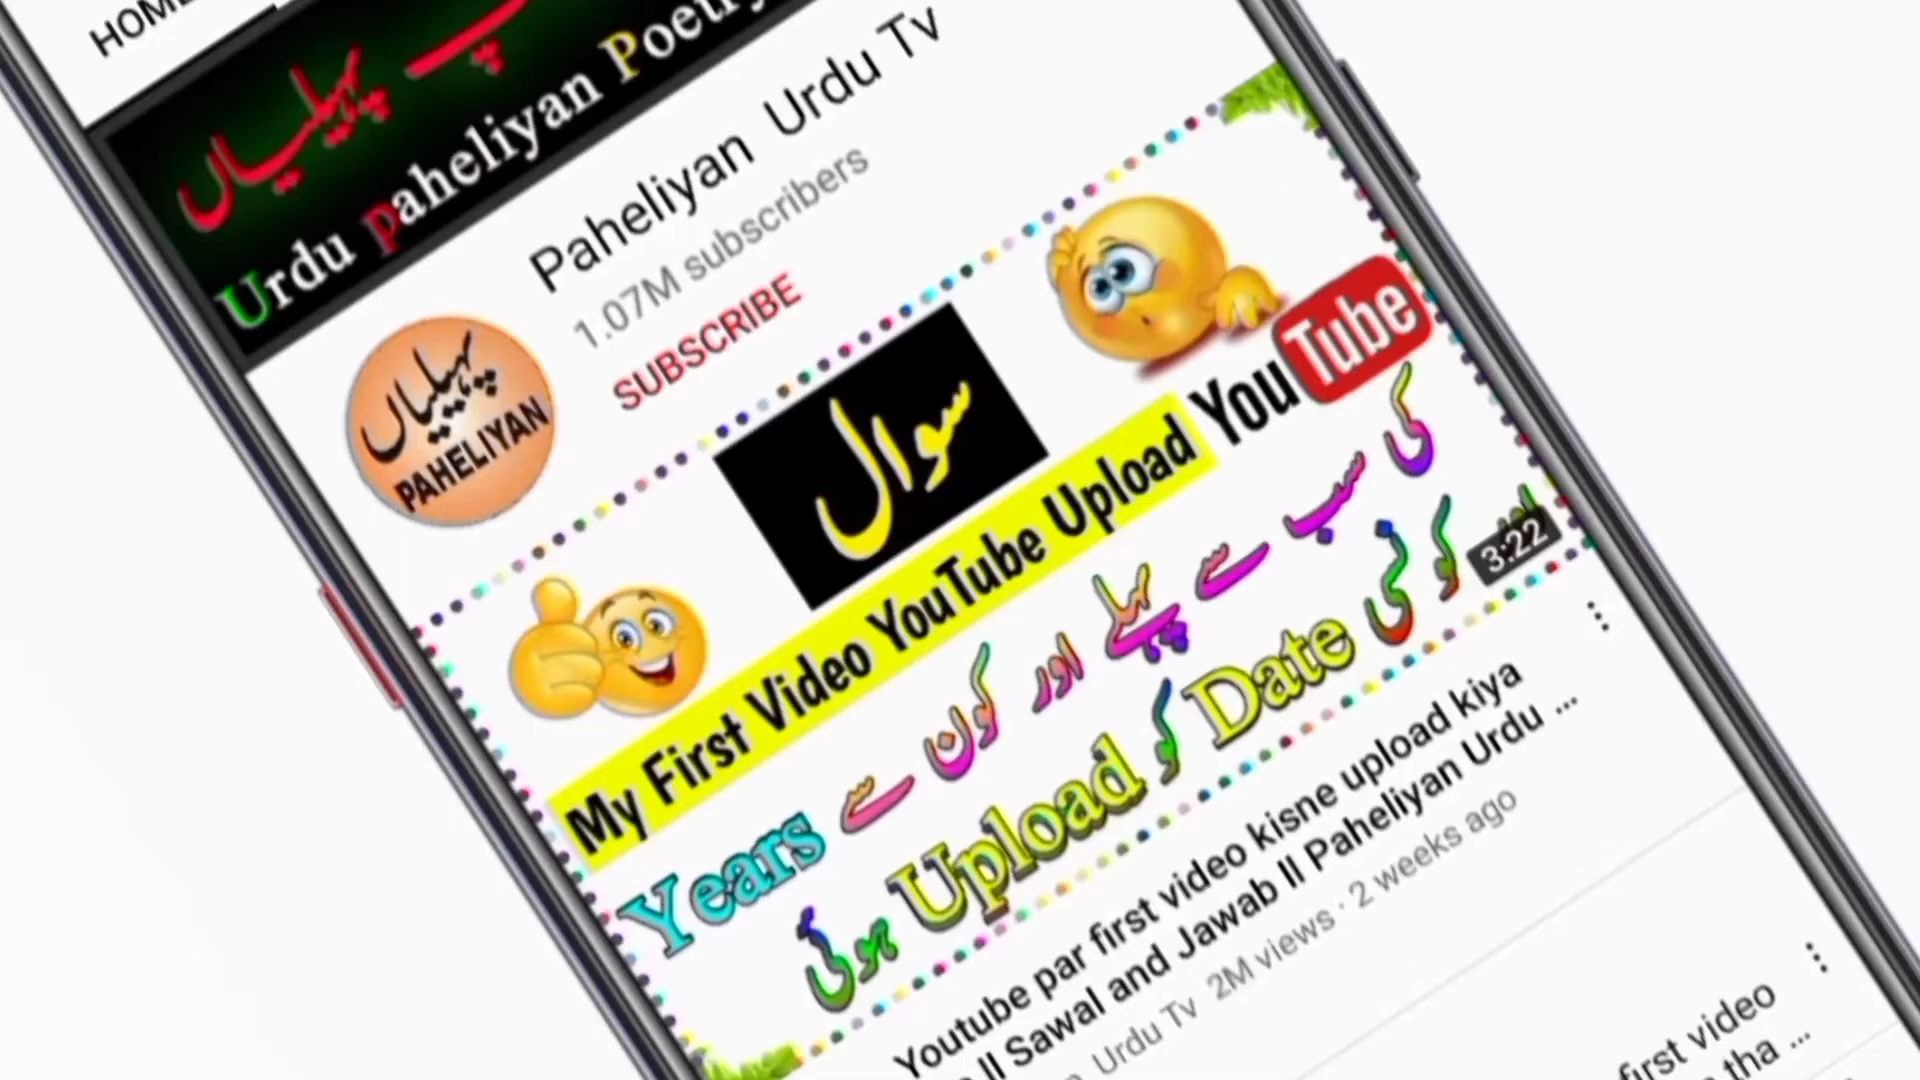 HOME
پہیلیاں
Urdu paheliyan Poetry
Paheliyan Urdu Tv
1.07M subscribers
SUBSCRIBE
پہیلیاں
PAHELIYAN
سوال
My First Video YouTube Upload YouTube
کی سب سے پہلے اور کون سے Years
اور کونسی Date کو Upload ہوئی
3:22
Youtube par first video kisne upload kiya
ll Sawal and Jawab ll Paheliyan Urdu ...
Urdu Tv 2M views · 2 weeks ago
first video
tha ...